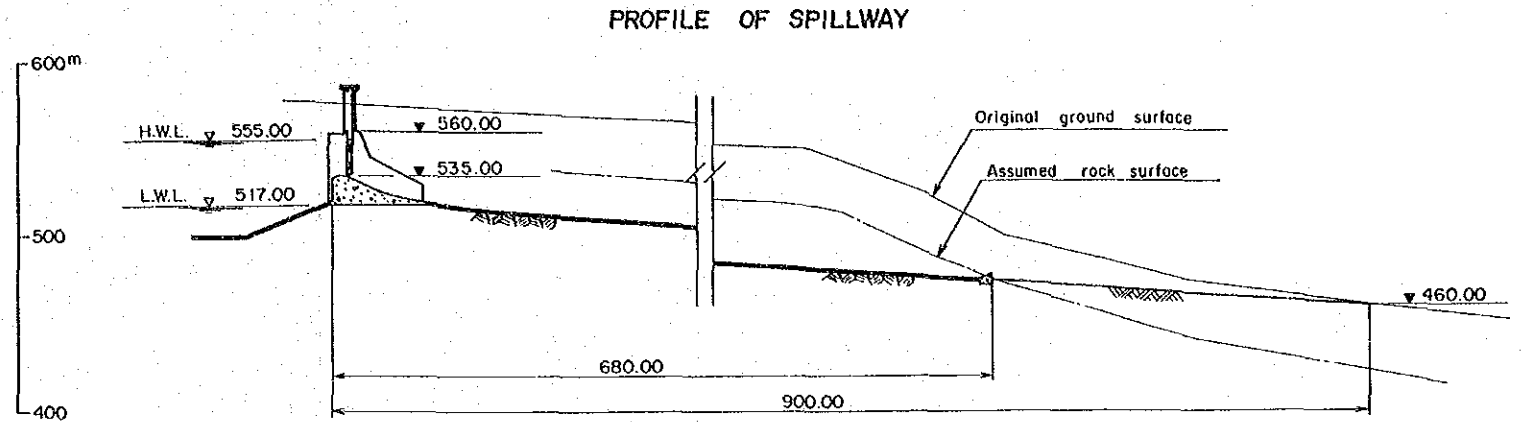 PROFILE OF SPILLWAY
600m
H.W.L. 555.00
560.00
Original ground surface
535.00
Assumed rock surface
L.W.L. 517.00
500
460.00
680.00
900.00
400